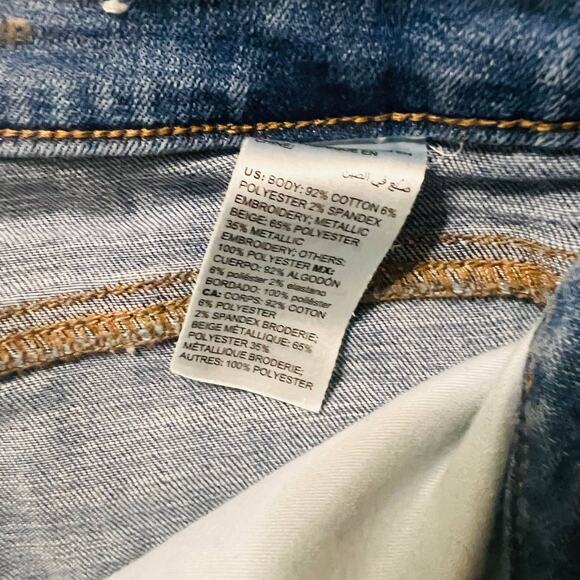 صنع في الصين
US: BODY: 92% COTTON 6%
POLYESTER 2% SPANDEX
EMBROIDERY; METALLIC
BEIGE: 65% POLYESTER
35% METALLIC
EMBROIDERY; OTHERS:
100% POLYESTER MX:
CUERPO: 92% ALGODÓN
6% poliéster 2% elastano
BORDADO: 100% poliéster
CA: CORPS: 92% COTON
6% POLYESTER
2% SPANDEX BRODERIE;
BEIGE MÉTALLIQUE: 65%
POLYESTER 35%
MÉTALLIQUE BRODERIE;
AUTRES: 100% POLYESTER